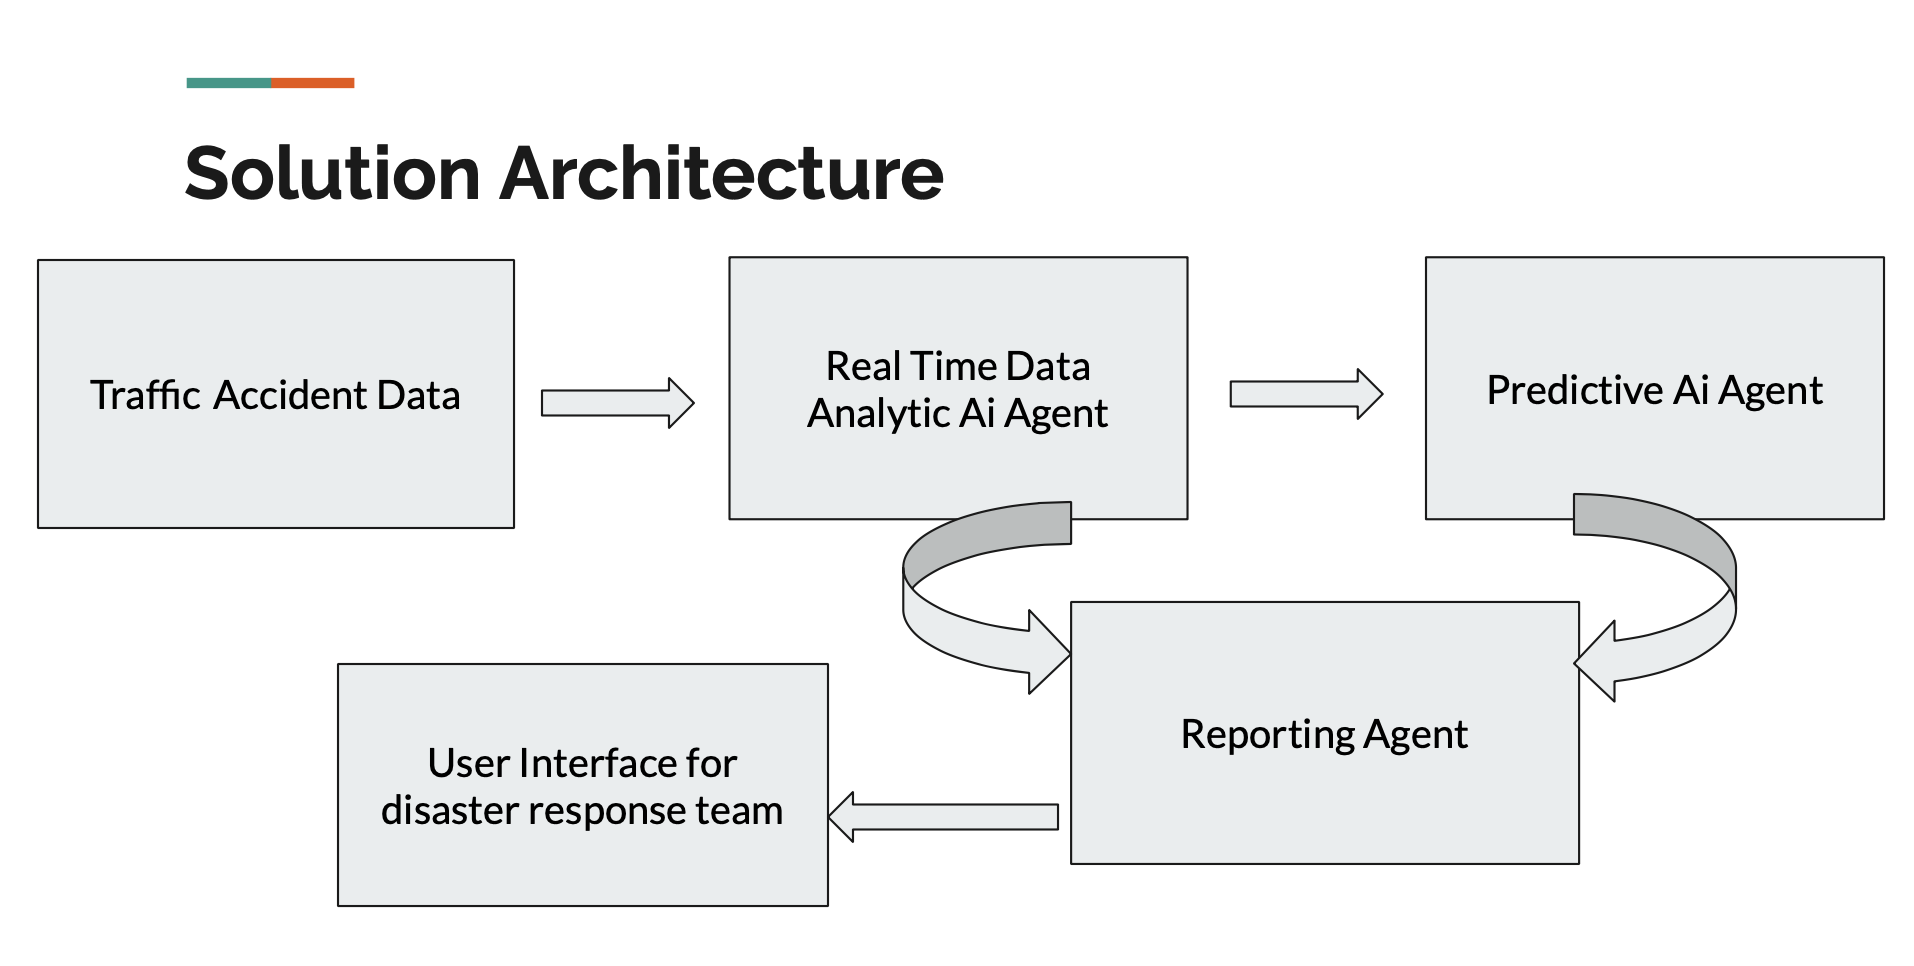 Solution Architecture
Traffic Accident Data
Real Time Data
Analytic Ai Agent
Predictive Ai Agent
Reporting Agent
User Interface for
disaster response team